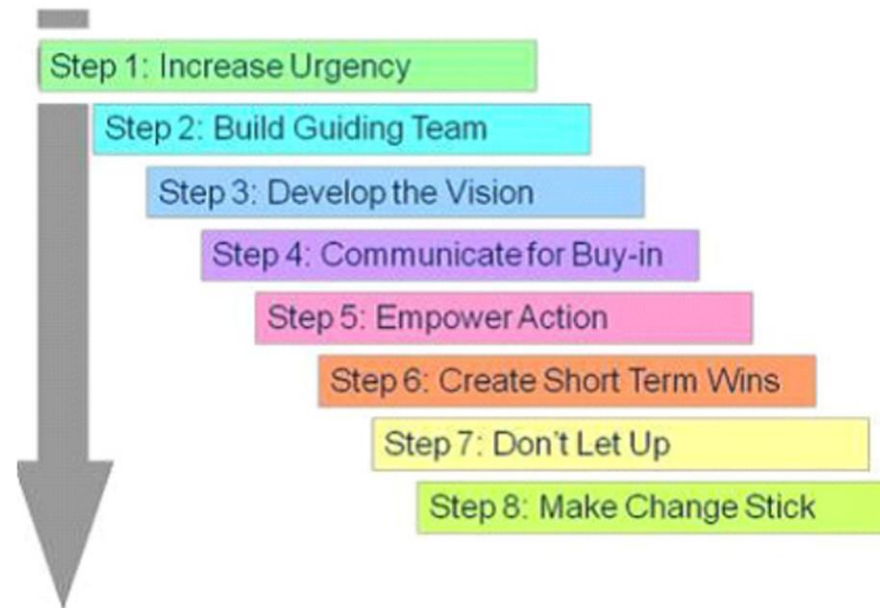 Step 1: Increase Urgency
Step 2: Build Guiding Team
Step 3: Develop the Vision
Step 4: Communicate for Buy-in
Step 5: Empower Action
Step 6: Create Short Term Wins
Step 7: Don't Let Up
Step 8: Make Change Stick